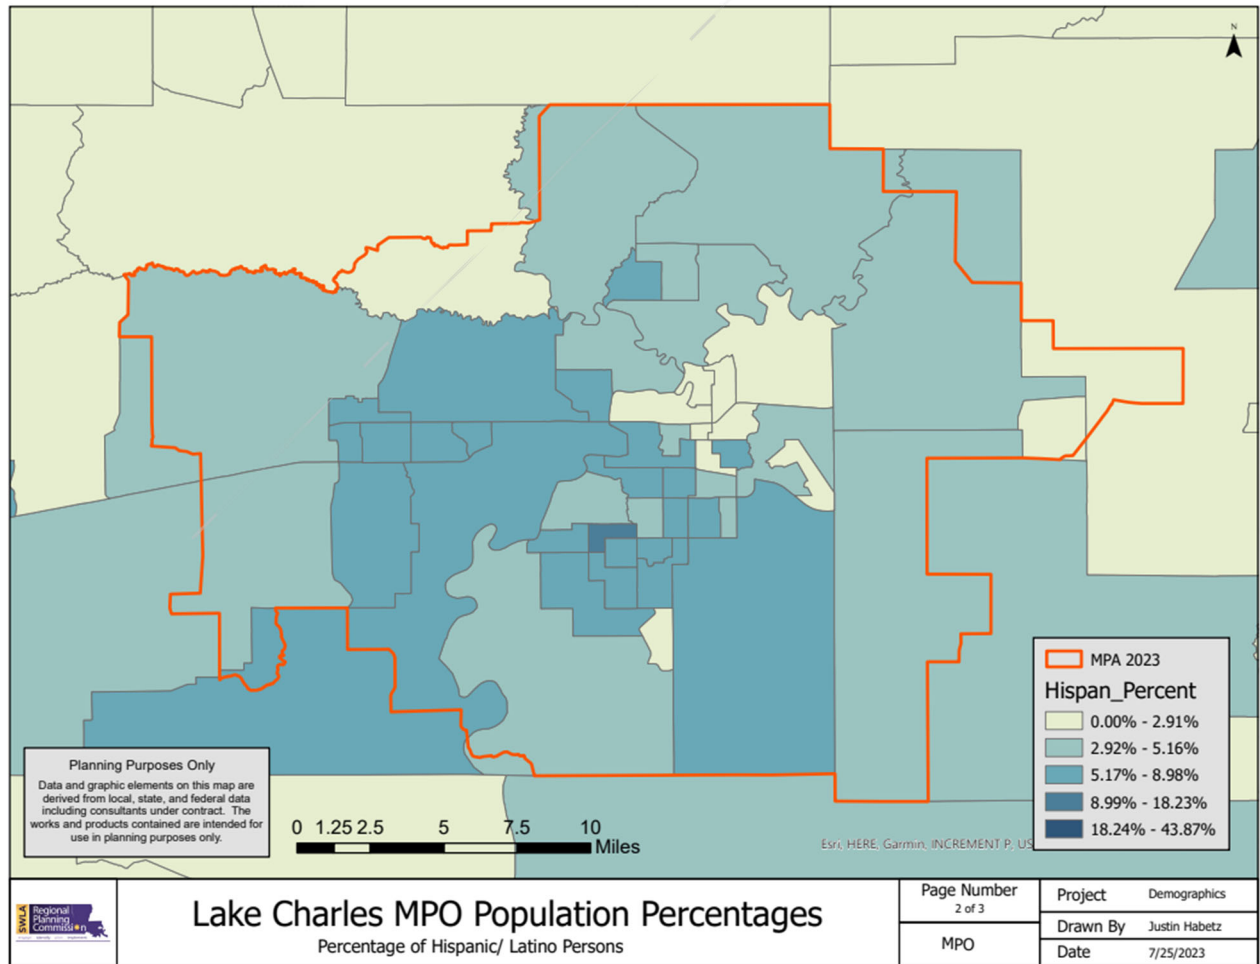 N
MPA 2023
Hispan_Percent
0.00% - 2.91%
2.92% - 5.16%
5.17% - 8.98%
8.99% - 18.23%
18.24% - 43.87%
Planning Purposes Only
Data and graphic elements on this map are
derived from local, state, and federal data
including consultants under contract. The
works and products contained are intended for
use in planning purposes only.
0 1.25 2.5 5 7.5 10
Miles
Esri, HERE, Garmin, INCREMENT P, US
SWLA
Regional
Planning
Commission
Lake Charles MPO Population Percentages
Percentage of Hispanic/ Latino Persons
Page Number
2 of 3
MPO
Project Demographics
Drawn By Justin Habetz
Date 7/25/2023